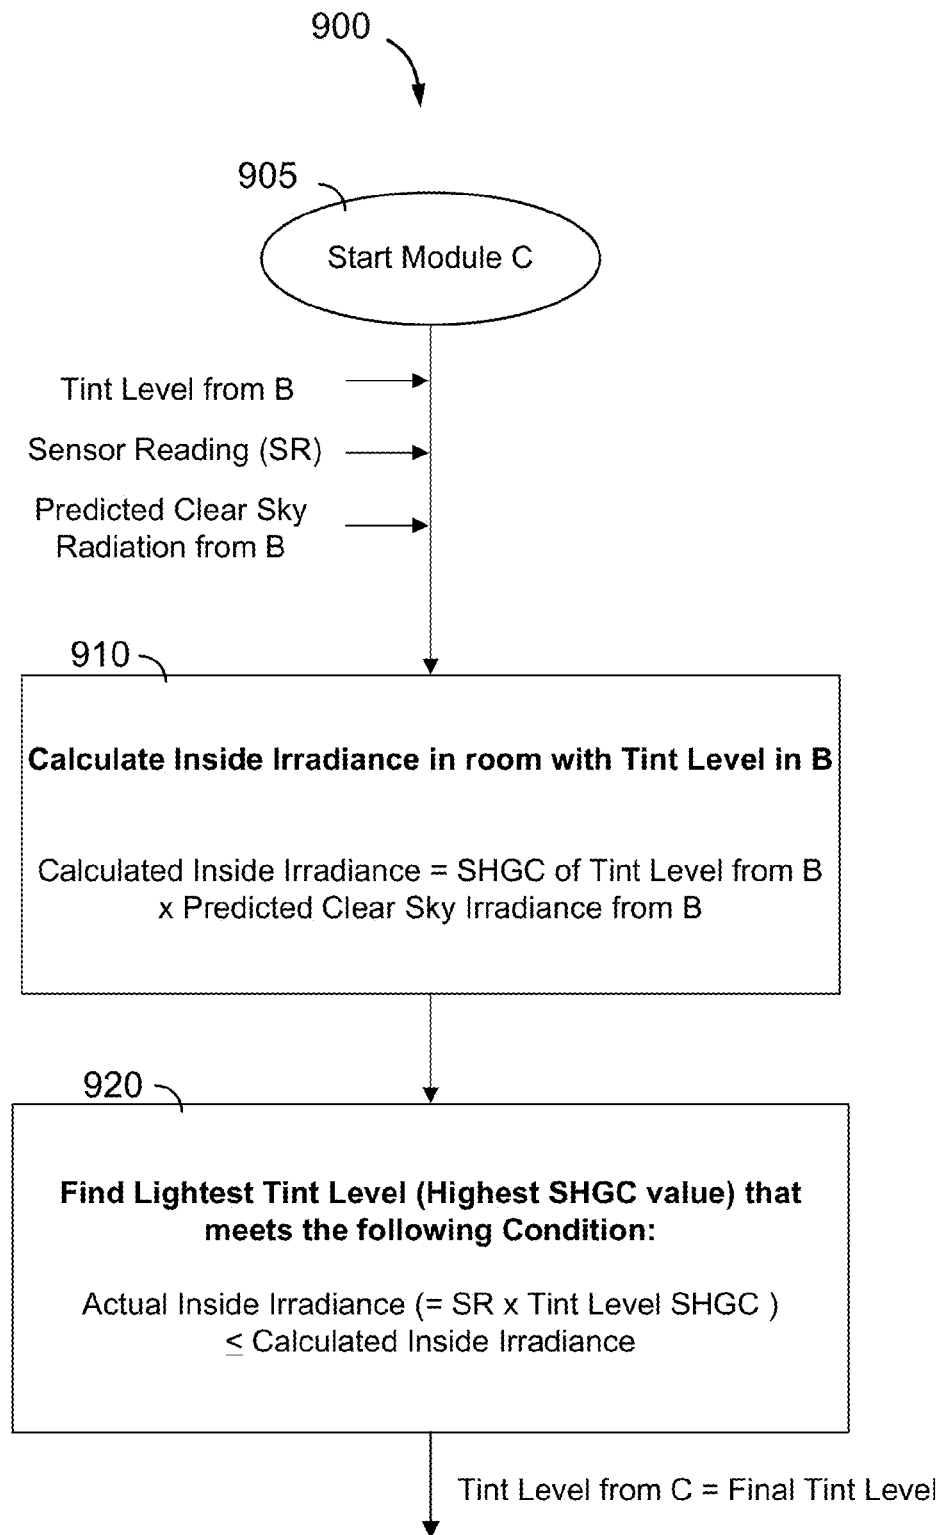 900
905
Start Module C
Tint Level from B
Sensor Reading (SR)
Predicted Clear Sky
Radiation from B
910
Calculate Inside Irradiance in room with Tint Level in B
Calculated Inside Irradiance = SHGC of Tint Level from B
x Predicted Clear Sky Irradiance from B
920
Find Lightest Tint Level (Highest SHGC value) that
meets the following Condition:
Actual Inside Irradiance (= SR x Tint Level SHGC )
≤ Calculated Inside Irradiance
Tint Level from C = Final Tint Level